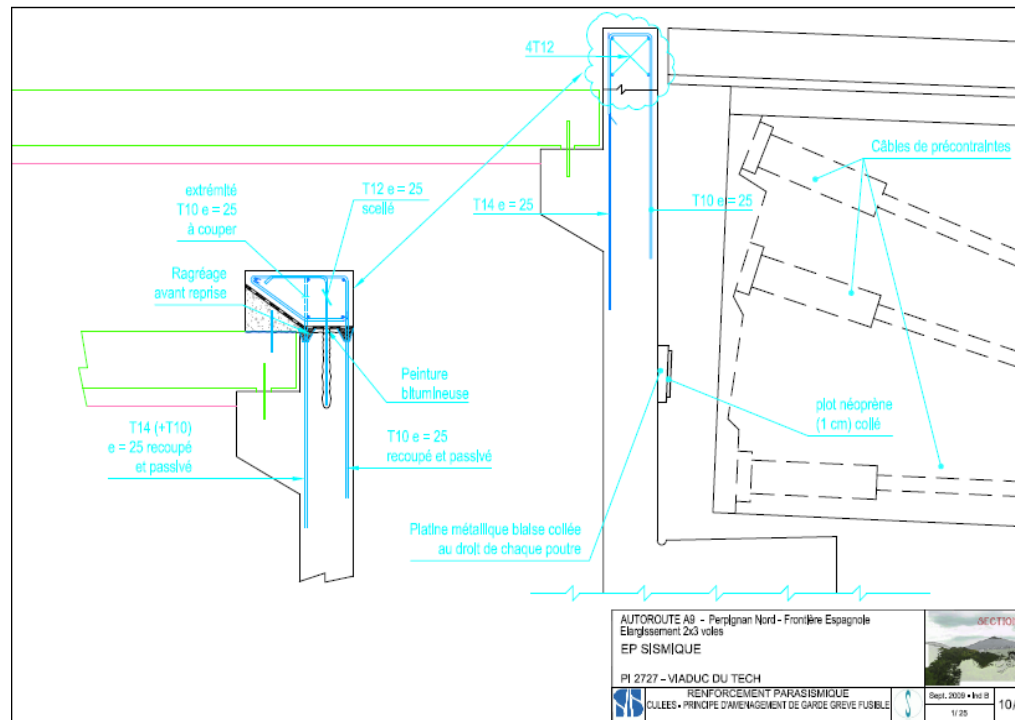 4T12
Câbles de précontraintes
extrémité
T10 e = 25
à couper
T12 e = 25
scellé
T14 e = 25
T10 e = 25
Ragréage
avant reprise
Peinture
bitumineuse
plot néoprène
(1 cm) collé
T14 (+T10)
e = 25 recoupé
et passivé
T10 e = 25
recoupé et passivé
Platine métallique biaise collée
au droit de chaque poutre
AUTOROUTE A9 - Perpignan Nord - Frontière Espagnole
Elargissement 2x3 voies
EP SISMIQUE
PI 2727 - VIADUC DU TECH
SECTION
RENFORCEMENT PARASISMIQUE
CULEES - PRINCIPE D'AMENAGEMENT DE GARDE GREVE FUSIBLE
Sept. 2009 • Ind B
1/25
10/